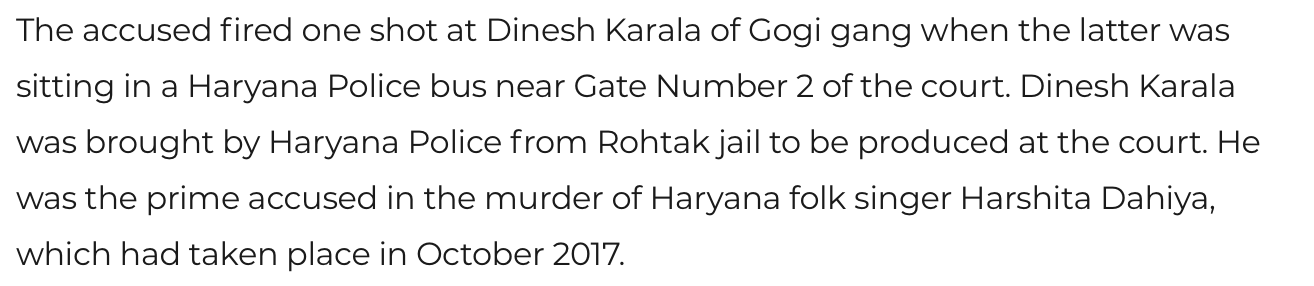 The accused fired one shot at Dinesh Karala of Gogi gang when the latter was
sitting in a Haryana Police bus near Gate Number 2 of the court. Dinesh Karala
was brought by Haryana Police from Rohtak jail to be produced at the court. He
was the prime accused in the murder of Haryana folk singer Harshita Dahiya,
which had taken place in October 2017.